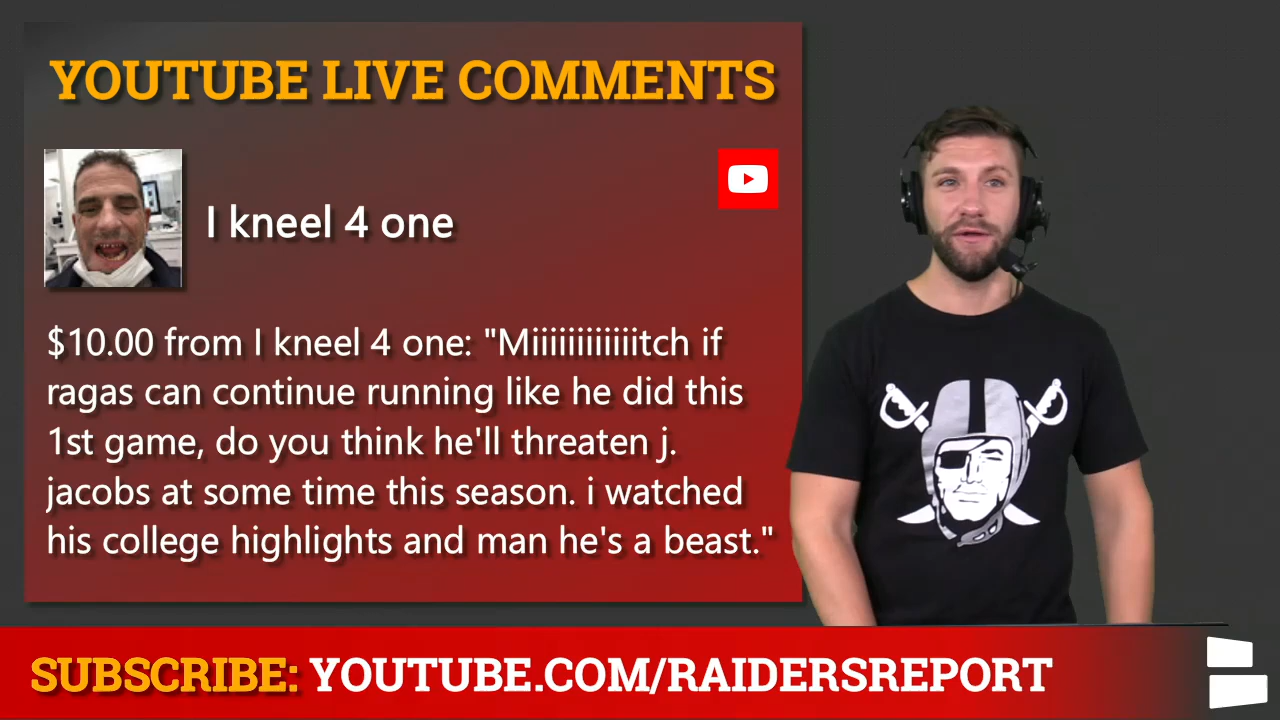 YOUTUBE LIVE COMMENTS
I kneel 4 one
$10.00 from I kneel 4 one: "Miiiiiiiiiiiitch if
ragas can continue running like he did this
1st game, do you think he'll threaten j.
jacobs at some time this season. i watched
his college highlights and man he's a beast."
SUBSCRIBE: YOUTUBE.COM/RAIDERSREPORT